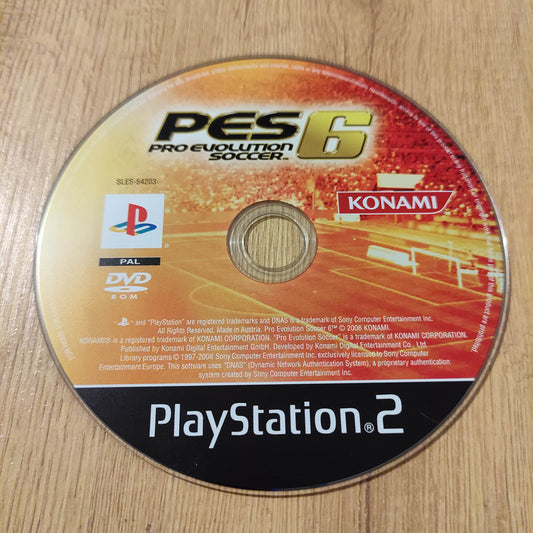 PES 6
PRO EVOLUTION
SOCCER™
SLES-54203
KONAMI
PAL
DVD
ROM
and "PlayStation" are registered trademarks and DNAS is a trademark of Sony Computer Entertainment Inc.
All Rights Reserved. Made in Austria. Pro Evolution Soccer 6™ © 2006 KONAMI.
KONAMI® is a registered trademark of KONAMI CORPORATION. "Pro Evolution Soccer" is a trademark of KONAMI CORPORATION.
Published by Konami Digital Entertainment GmbH. Developed by Konami Digital Entertainment Co., Ltd.
Library programs © 1997-2006 Sony Computer Entertainment Inc. exclusively licensed to Sony Computer
Entertainment Europe. This software uses "DNAS" (Dynamic Network Authentication System), a proprietary authentication
system created by Sony Computer Entertainment Inc.
PlayStation®2